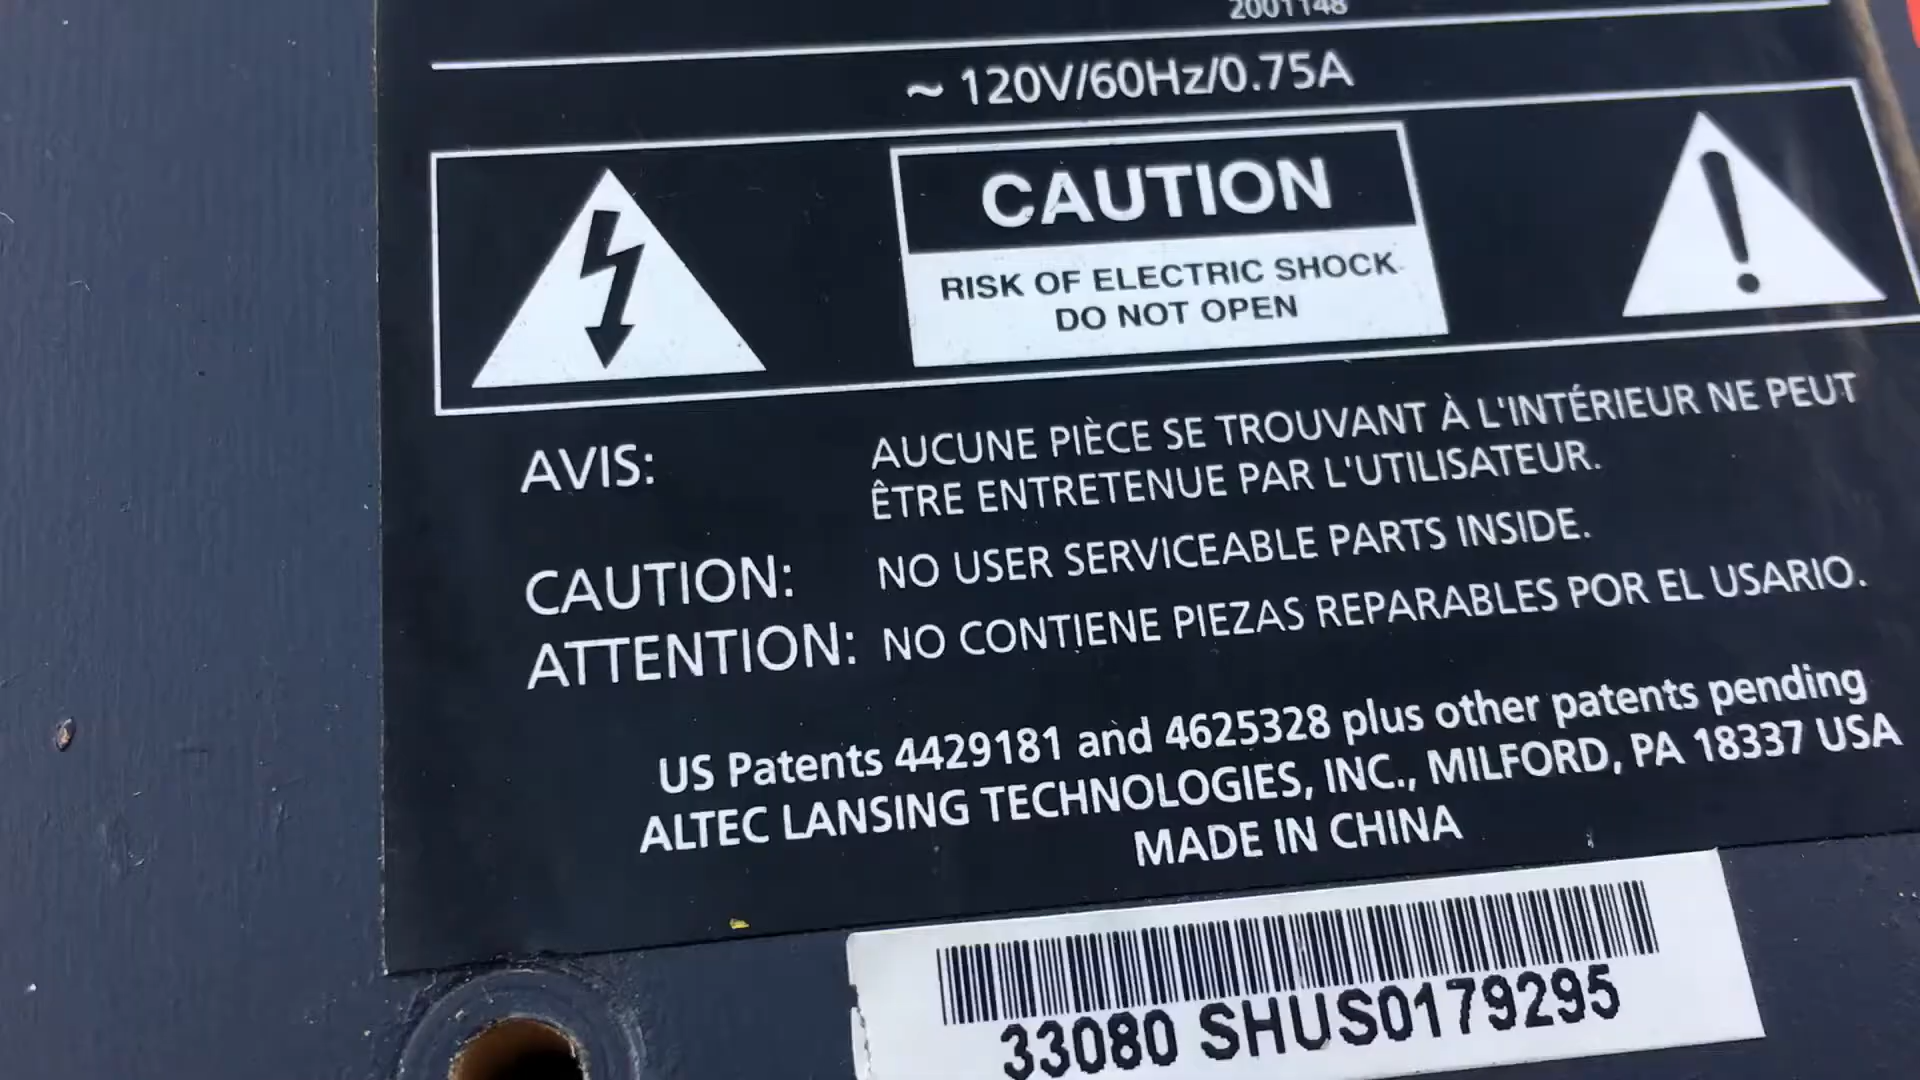 2001148
~ 120V/60Hz/0.75A
CAUTION
RISK OF ELECTRIC SHOCK
DO NOT OPEN
AVIS: AUCUNE PIÈCE SE TROUVANT À L'INTÉRIEUR NE PEUT
ÊTRE ENTRETENUE PAR L'UTILISATEUR.
CAUTION: NO USER SERVICEABLE PARTS INSIDE.
ATTENTION: NO CONTIENE PIEZAS REPARABLES POR EL USARIO.
US Patents 4429181 and 4625328 plus other patents pending
ALTEC LANSING TECHNOLOGIES, INC., MILFORD, PA 18337 USA
MADE IN CHINA
33080 SHUS0179295